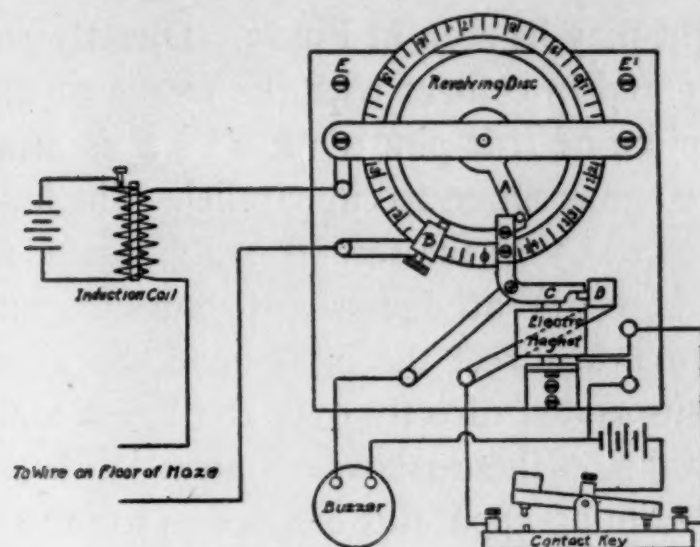 E
E'
Revolving Disc
A
D
C
B
Electric
Magnet
Induction Coil
To Wire on Floor of Maze
Buzzer
Contact Key